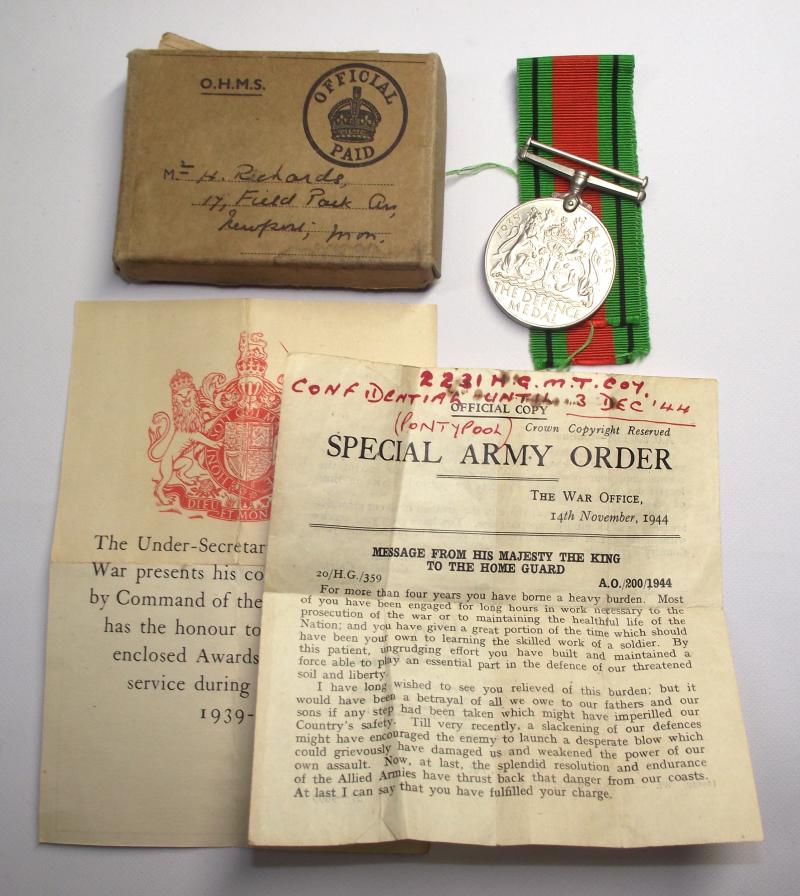 O.H.M.S.
OFFICIAL
PAID
Mr H. Richards,
17, Field Park Av,
Newport, Mon.
1939 1945
THE DEFENCE
MEDAL
DIEU
ET MON
The Under-Secretar
War presents his co
by Command of the
has the honour to
enclosed Awards
service during
1939-
2231 H.G.M.T. COY.
CONFIDENTIAL UNTIL 3 DEC '44
OFFICIAL COPY
(PONTYPOOL) Crown Copyright Reserved
SPECIAL ARMY ORDER
THE WAR OFFICE,
14th November, 1944
MESSAGE FROM HIS MAJESTY THE KING
TO THE HOME GUARD
20/H.G./359
A.O./200/1944
For more than four years you have borne a heavy burden. Most
of you have been engaged for long hours in work necessary to the
prosecution of the war or to maintaining the healthful life of the
Nation; and you have given a great portion of the time which should
have been your own to learning the skilled work of a soldier. By
this patient, ungrudging effort you have built and maintained a
force able to play an essential part in the defence of our threatened
soil and liberty.
I have long wished to see you relieved of this burden; but it
would have been a betrayal of all we owe to our fathers and our
sons if any step had been taken which might have imperilled our
Country's safety. Till very recently, a slackening of our defences
might have encouraged the enemy to launch a desperate blow which
could grievously have damaged us and weakened the power of our
own assault. Now, at last, the splendid resolution and endurance
of the Allied Armies have thrust back that danger from our coasts.
At last I can say that you have fulfilled your charge.